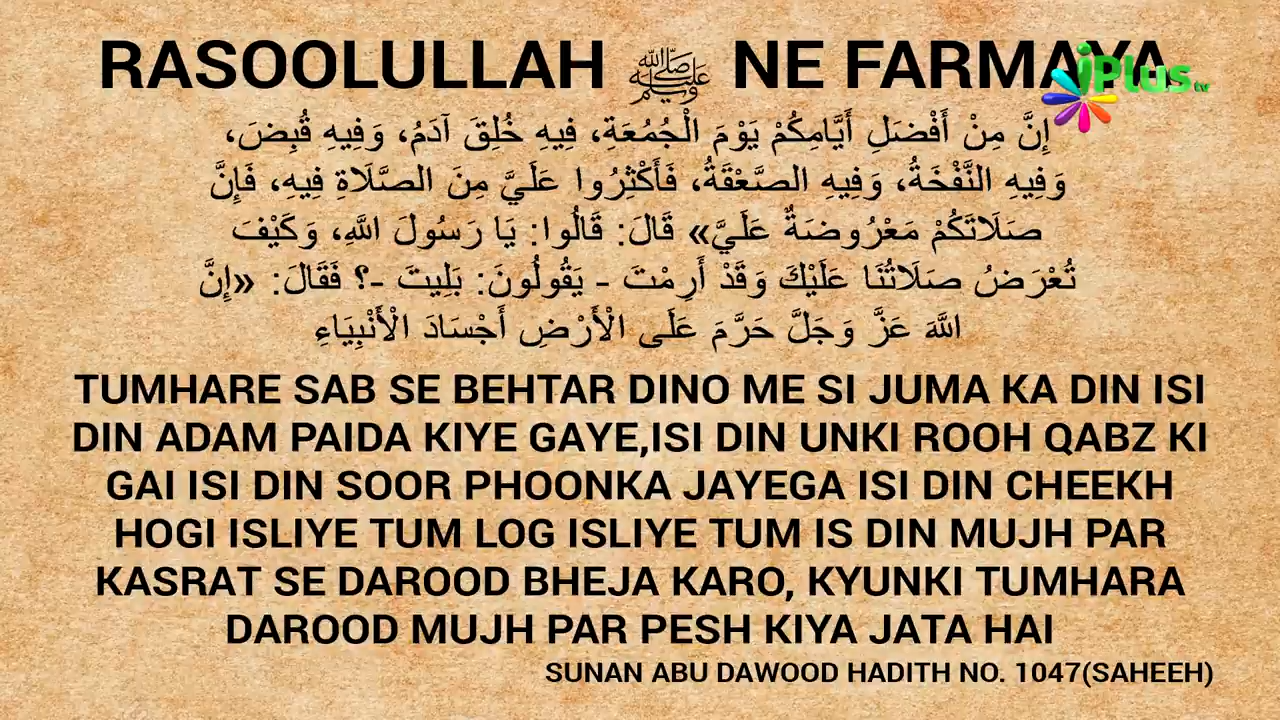 RASOOLULLAH ﷺ NE FARMAYA
iPlus tv
إِنَّ مِنْ أَفْضَلِ أَيَّامِكُمْ يَوْمَ الْجُمُعَةِ، فِيهِ خُلِقَ آدَمُ، وَفِيهِ قُبِضَ،
وَفِيهِ النَّفْخَةُ، وَفِيهِ الصَّعْقَةُ، فَأَكْثِرُوا عَلَيَّ مِنَ الصَّلَاةِ فِيهِ، فَإِنَّ
صَلَاتَكُمْ مَعْرُوضَةٌ عَلَيَّ» قَالَ: قَالُوا: يَا رَسُولَ اللَّهِ، وَكَيْفَ
تُعْرَضُ صَلَاتُنَا عَلَيْكَ وَقَدْ أَرِمْتَ - يَقُولُونَ: بَلِيتَ -؟ فَقَالَ: «إِنَّ
اللَّهَ عَزَّ وَجَلَّ حَرَّمَ عَلَى الْأَرْضِ أَجْسَادَ الْأَنْبِيَاءِ
TUMHARE SAB SE BEHTAR DINO ME SI JUMA KA DIN ISI
DIN ADAM PAIDA KIYE GAYE,ISI DIN UNKI ROOH QABZ KI
GAI ISI DIN SOOR PHOONKA JAYEGA ISI DIN CHEEKH
HOGI ISLIYE TUM LOG ISLIYE TUM IS DIN MUJH PAR
KASRAT SE DAROOD BHEJA KARO, KYUNKI TUMHARA
DAROOD MUJH PAR PESH KIYA JATA HAI
SUNAN ABU DAWOOD HADITH NO. 1047(SAHEEH)